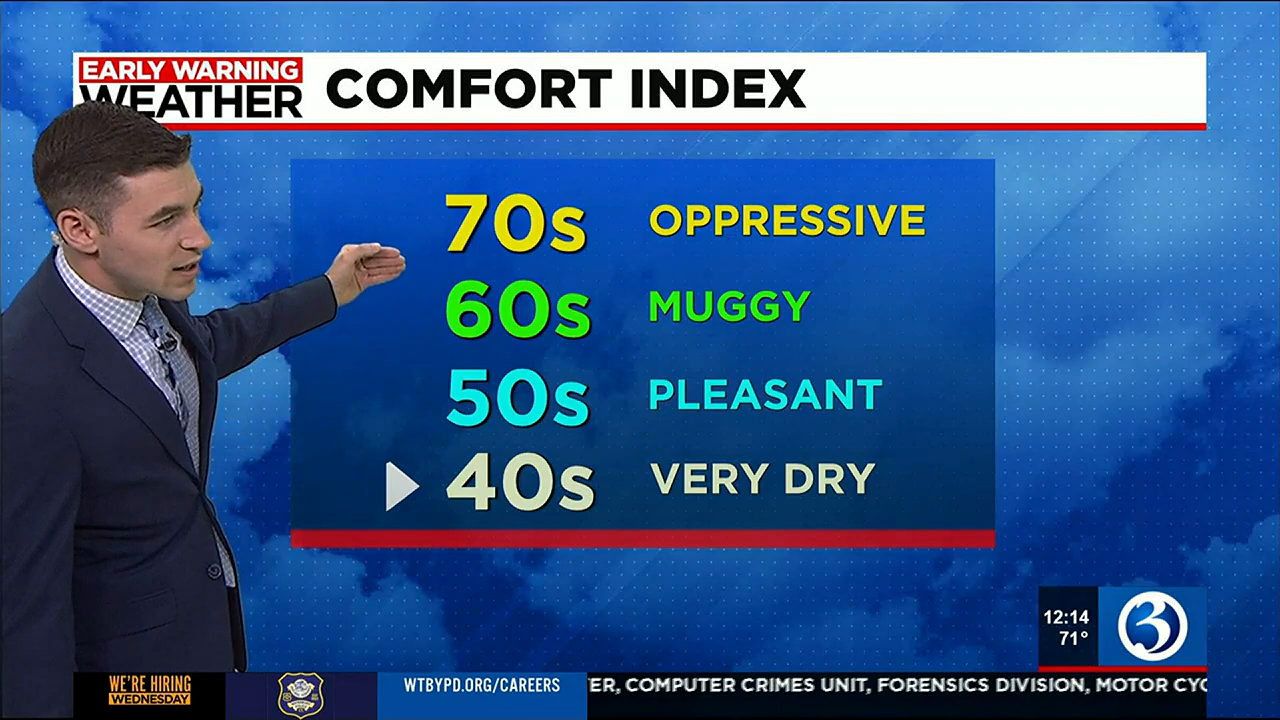 EARLY WARNING
WEATHER
COMFORT INDEX
70s OPPRESSIVE
60s MUGGY
50s PLEASANT
40s VERY DRY
12:14
71°
3
WE'RE HIRING
WEDNESDAY
WTBYPD.ORG/CAREERS
ER, COMPUTER CRIMES UNIT, FORENSICS DIVISION, MOTOR CYC